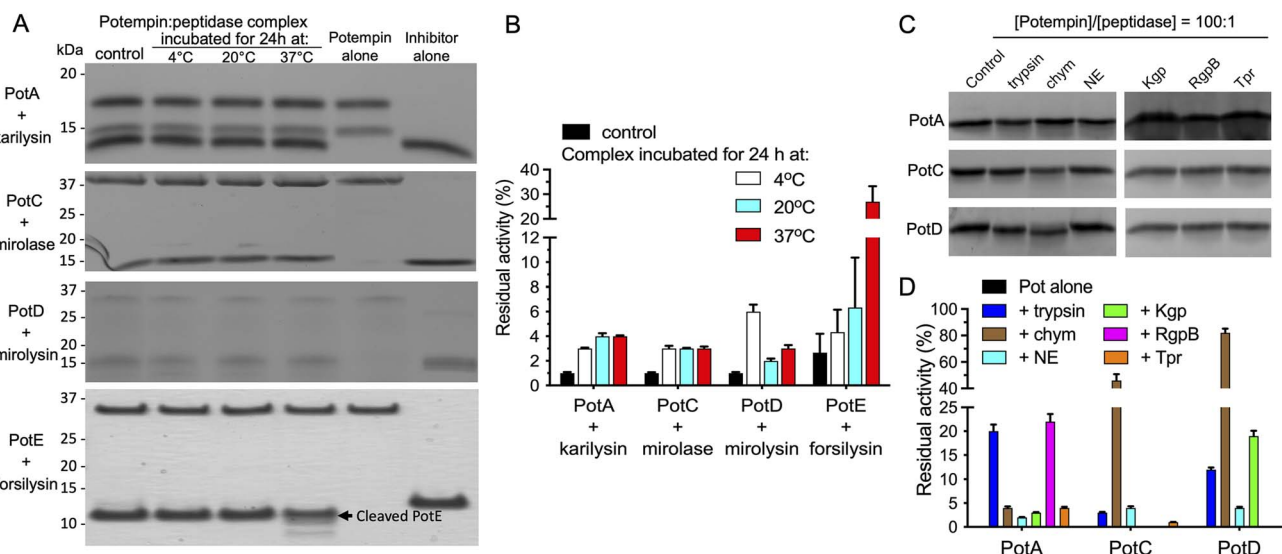 A
Potempin:peptidase complex
incubated for 24h at:
Potempin
alone
Inhibitor
alone
kDa
control
4°C
20°C
37°C
PotA
+
karilysin
20
15
PotC
+
mirolase
37
25
20
15
PotD
+
mirolysin
37
25
20
15
PotE
+
forsilysin
37
25
20
15
10
Cleaved PotE
B
control
Complex incubated for 24 h at:
4ºC
20ºC
37ºC
Residual activity (%)
40
30
20
12
10
8
6
4
2
0
PotA
+
karilysin
PotC
+
mirolase
PotD
+
mirolysin
PotE
+
forsilysin
C
[Potempin]/[peptidase] = 100:1
Control
trypsin
chym
NE
Kgp
RgpB
Tpr
PotA
PotC
PotD
D
Pot alone
+ trypsin
+ chym
+ NE
+ Kgp
+ RgpB
+ Tpr
Residual activity (%)
100
80
60
40
25
20
15
10
5
0
PotA
PotC
PotD